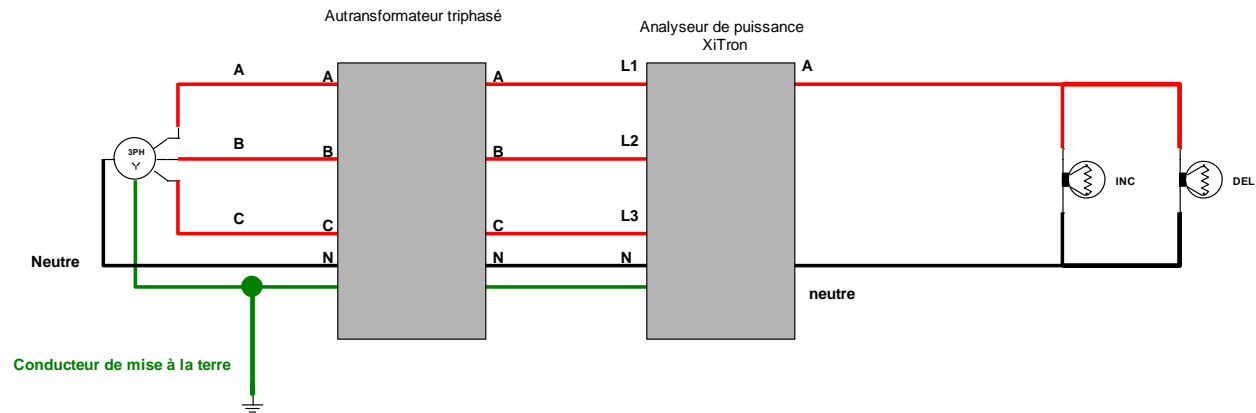 Autransformateur triphasé
Analyseur de puissance
XiTron
A
A
A
L1
A
3PH
Y
B
B
B
L2
INC
DEL
C
C
C
L3
Neutre
N
N
N
neutre
Conducteur de mise à la terre